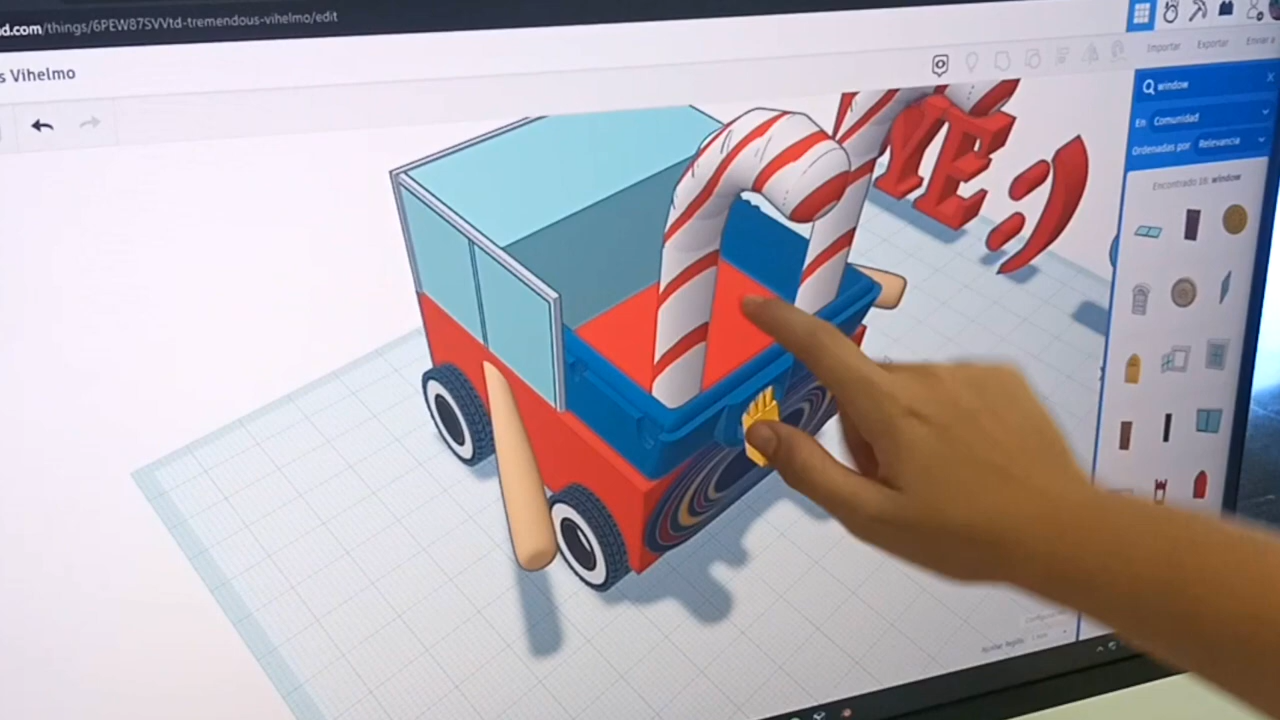 d.com/things/6PEW87SVVtd-tremendous-vihelmo/edit
s Vihelmo
Importar
Exportar
Enviar a
window
En Comunidad
Ordenadas por Relevancia
Encontrado 16: window
YE :)